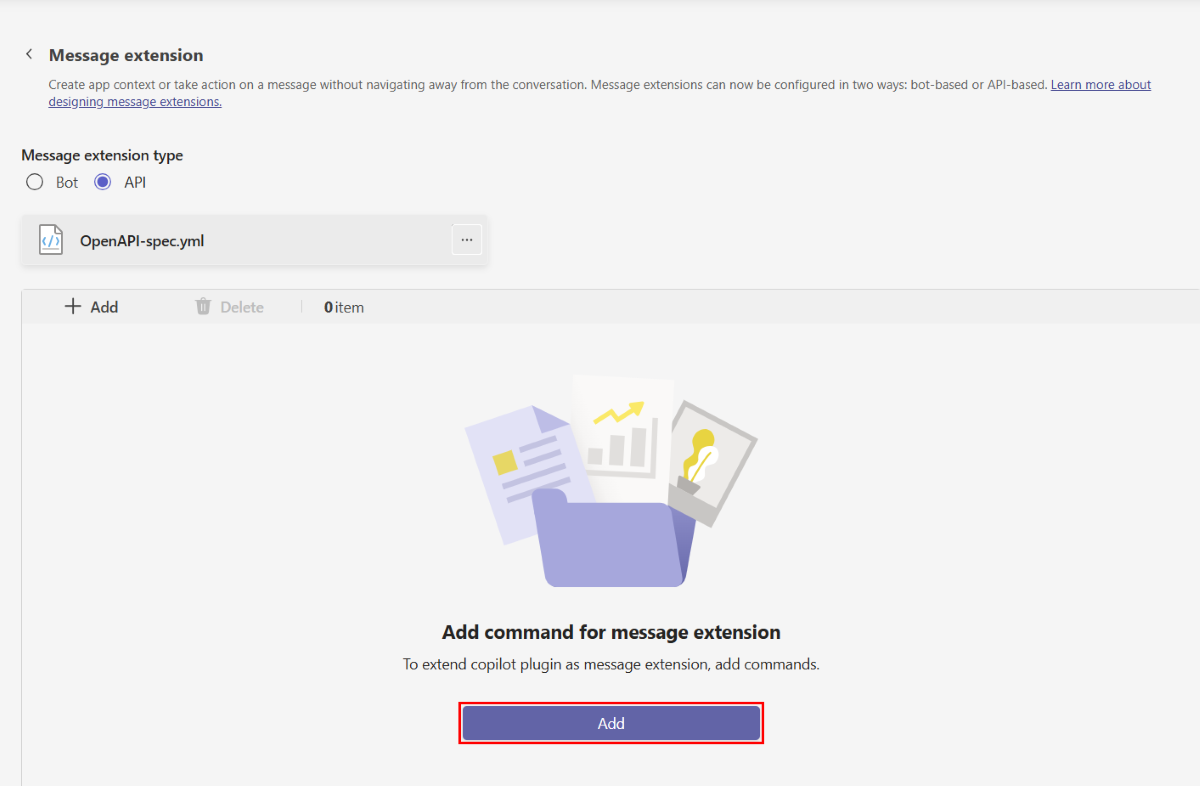 Message extension
Create app context or take action on a message without navigating away from the conversation. Message extensions can now be configured in two ways: bot-based or API-based. Learn more about
designing message extensions.
Message extension type
Bot API
OpenAPI-spec.yml ...
Add Delete 0 item
Add command for message extension
To extend copilot plugin as message extension, add commands.
Add